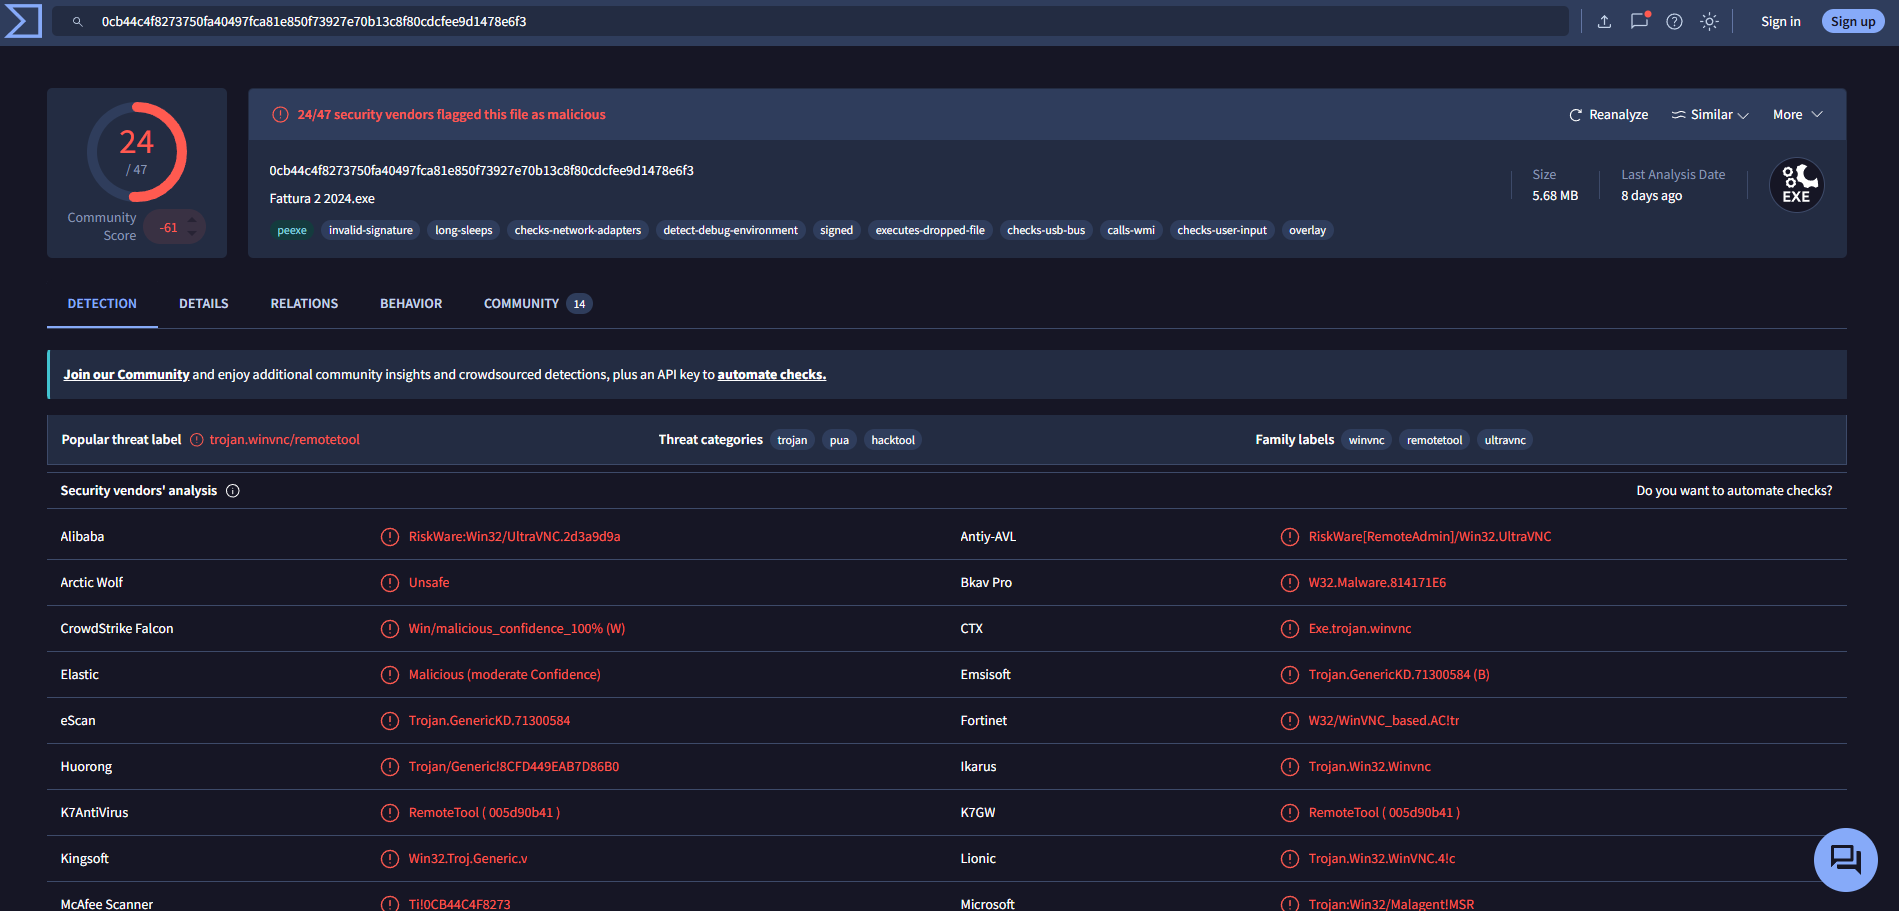 0cb44c4f8273750fa40497fca81e850f73927e70b13c8f80cdcfee9d1478e6f3
Sign in
Sign up
24
/ 47
Community
Score
-61
24/47 security vendors flagged this file as malicious
Reanalyze
Similar
More
0cb44c4f8273750fa40497fca81e850f73927e70b13c8f80cdcfee9d1478e6f3
Fattura 2 2024.exe
peexe invalid-signature long-sleeps checks-network-adapters detect-debug-environment signed executes-dropped-file checks-usb-bus calls-wmi checks-user-input overlay
Size
5.68 MB
Last Analysis Date
8 days ago
EXE
DETECTION DETAILS RELATIONS BEHAVIOR COMMUNITY 14
Join our Community and enjoy additional community insights and crowdsourced detections, plus an API key to automate checks.
Popular threat label trojan.winvnc/remotetool Threat categories trojan pua hacktool Family labels winvnc remotetool ultravnc
Security vendors' analysis Do you want to automate checks?
Alibaba RiskWare:Win32/UltraVNC.2d3a9d9a Antiy-AVL RiskWare[RemoteAdmin]/Win32.UltraVNC
Arctic Wolf Unsafe Bkav Pro W32.Malware.814171E6
CrowdStrike Falcon Win/malicious_confidence_100% (W) CTX Exe.trojan.winvnc
Elastic Malicious (moderate Confidence) Emsisoft Trojan.GenericKD.71300584 (B)
eScan Trojan.GenericKD.71300584 Fortinet W32/WinVNC_based.AC!tr
Huorong Trojan/Generic!8CFD449EAB7D86B0 Ikarus Trojan.Win32.Winvnc
K7AntiVirus RemoteTool ( 005d90b41 ) K7GW RemoteTool ( 005d90b41 )
Kingsoft Win32.Troj.Generic.v Lionic Trojan.Win32.WinVNC.4!c
McAfee Scanner Ti!0CB44C4F8273 Microsoft Trojan:Win32/Malagent!MSR